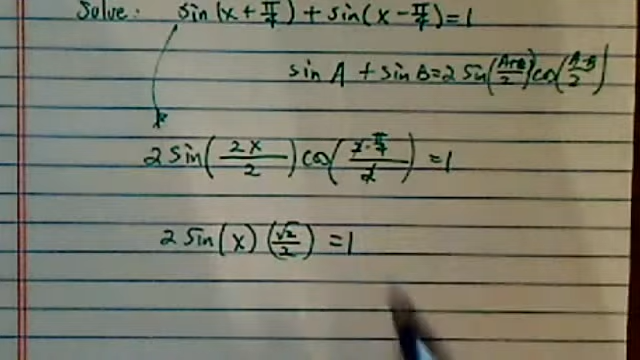 Solve: sin(x + π/4) + sin(x - π/4) = 1
sin A + sin B = 2 sin(A+B/2) cos(A-B/2)
2 sin(2x/2) cos(2·π/4/2) = 1
2 sin(x) (√2/2) = 1